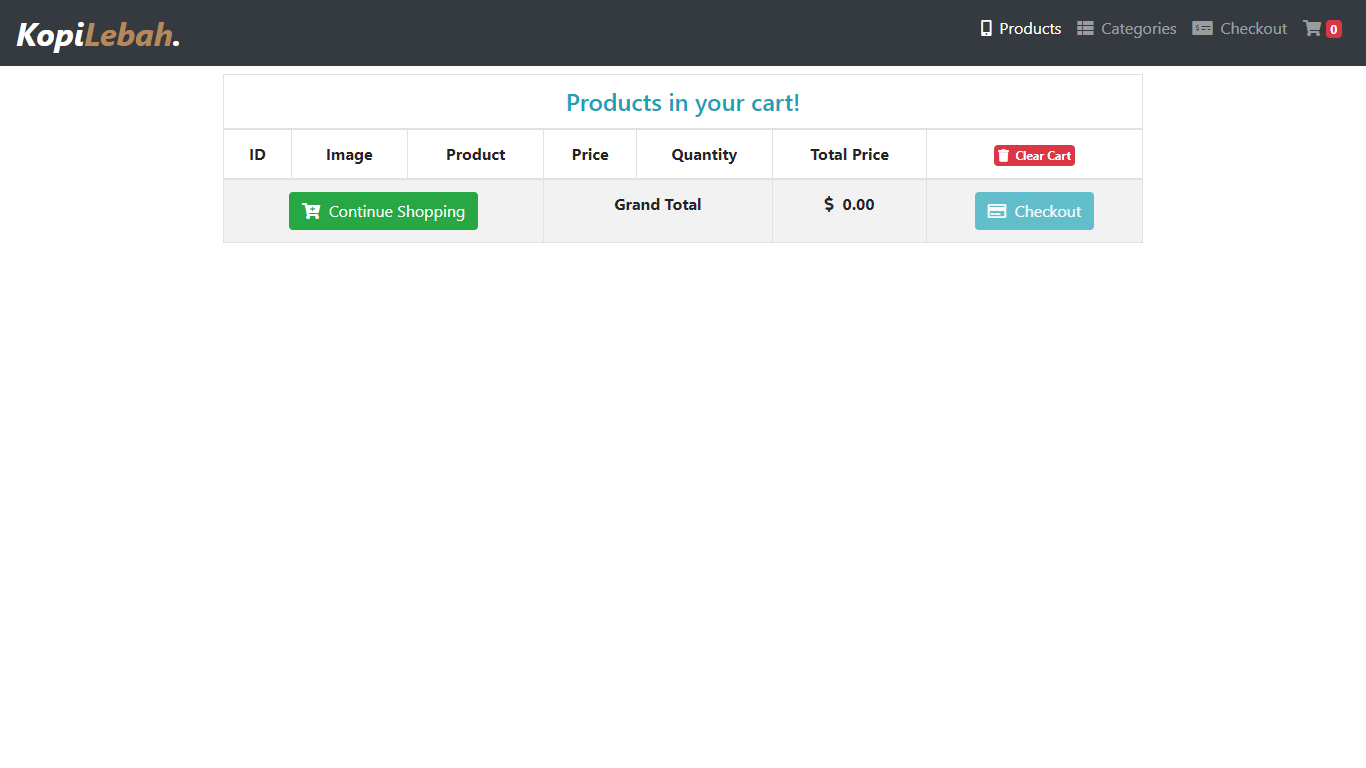 KopiLebah.
Products Categories Checkout 0
Products in your cart!
ID Image Product Price Quantity Total Price Clear Cart
Continue Shopping Grand Total $ 0.00 Checkout